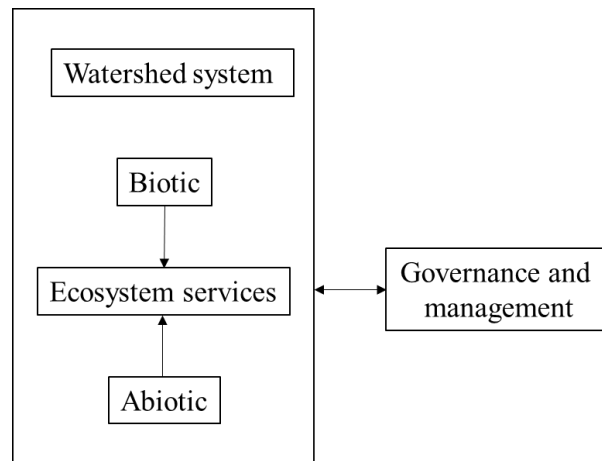 Watershed system
Biotic
Ecosystem services
Governance and
management
Abiotic